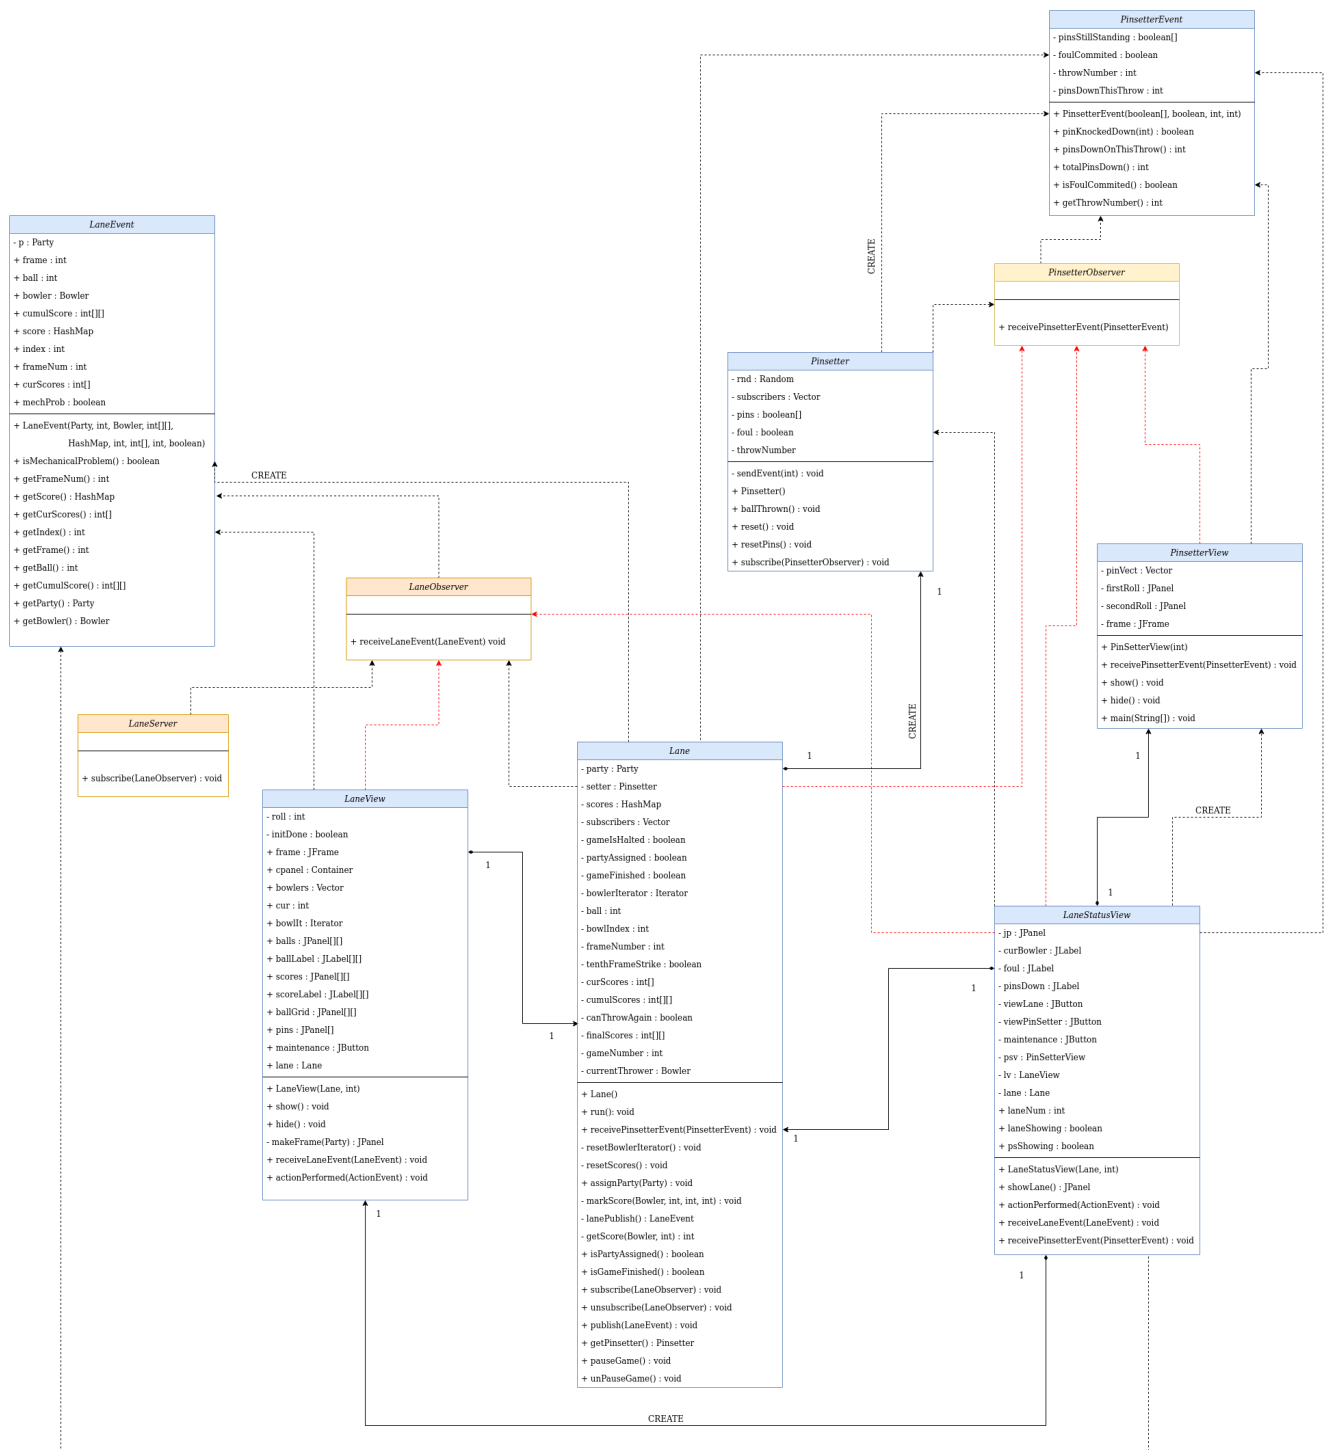 PinsetterEvent
- pinsStillStanding : boolean[]
- foulCommited : boolean
- throwNumber : int
- pinsDownThisThrow : int
+ PinsetterEvent(boolean[], boolean, int, int)
+ pinKnockedDown(int) : boolean
+ pinsDownOnThisThrow() : int
+ totalPinsDown() : int
+ isFoulCommited() : boolean
+ getThrowNumber() : int
LaneEvent
- p : Party
+ frame : int
+ ball : int
+ bowler : Bowler
+ cumulScore : int[][]
+ score : HashMap
+ index : int
+ frameNum : int
+ curScores : int[]
+ mechProb : boolean
+ LaneEvent(Party, int, Bowler, int[][],
HashMap, int, int[], int, boolean)
+ isMechanicalProblem() : boolean
+ getFrameNum() : int
+ getScore() : HashMap
+ getCurScores() : int[]
+ getIndex() : int
+ getFrame() : int
+ getBall() : int
+ getCumulScore() : int[][]
+ getParty() : Party
+ getBowler() : Bowler
CREATE
CREATE
PinsetterObserver
+ receivePinsetterEvent(PinsetterEvent)
Pinsetter
- rnd : Random
- subscribers : Vector
- pins : boolean[]
- foul : boolean
- throwNumber
- sendEvent(int) : void
+ Pinsetter()
+ ballThrown() : void
+ reset() : void
+ resetPins() : void
+ subscribe(PinsetterObserver) : void
1
CREATE
1
LaneObserver
+ receiveLaneEvent(LaneEvent) void
PinsetterView
- pinVect : Vector
- firstRoll : JPanel
- secondRoll : JPanel
- frame : JFrame
+ PinSetterView(int)
+ receivePinsetterEvent(PinsetterEvent) : void
+ show() : void
+ hide() : void
+ main(String[]) : void
1
CREATE
1
LaneServer
+ subscribe(LaneObserver) : void
LaneView
- roll : int
- initDone : boolean
+ frame : JFrame
+ cpanel : Container
+ bowlers : Vector
+ cur : int
+ bowlIt : Iterator
+ balls : JPanel[][]
+ ballLabel : JLabel[][]
+ scores : JPanel[][]
+ scoreLabel : JLabel[][]
+ ballGrid : JPanel[][]
+ pins : JPanel[]
+ maintenance : JButton
+ lane : Lane
+ LaneView(Lane, int)
+ show() : void
+ hide() : void
- makeFrame(Party) : JPanel
+ receiveLaneEvent(LaneEvent) : void
+ actionPerformed(ActionEvent) : void
1
1
1
Lane
- party : Party
- setter : Pinsetter
- scores : HashMap
- subscribers : Vector
- gameIsHalted : boolean
- partyAssigned : boolean
- gameFinished : boolean
- bowlerIterator : Iterator
- ball : int
- bowlIndex : int
- frameNumber : int
- tenthFrameStrike : boolean
- curScores : int[]
- cumulScores : int[][]
- canThrowAgain : boolean
- finalScores : int[][]
- gameNumber : int
- currentThrower : Bowler
+ Lane()
+ run(): void
+ receivePinsetterEvent(PinsetterEvent) : void
- resetBowlerIterator() : void
- resetScores() : void
+ assignParty(Party) : void
- markScore(Bowler, int, int, int) : void
- lanePublish() : LaneEvent
- getScore(Bowler, int) : int
+ isPartyAssigned() : boolean
+ isGameFinished() : boolean
+ subscribe(LaneObserver) : void
+ unsubscribe(LaneObserver) : void
+ publish(LaneEvent) : void
+ getPinsetter() : Pinsetter
+ pauseGame() : void
+ unPauseGame() : void
1
1
LaneStatusView
- jp : JPanel
- curBowler : JLabel
- foul : JLabel
- pinsDown : JLabel
- viewLane : JButton
- viewPinSetter : JButton
- maintenance : JButton
- psv : PinSetterView
- lv : LaneView
- lane : Lane
+ laneNum : int
+ laneShowing : boolean
+ psShowing : boolean
+ LaneStatusView(Lane, int)
+ showLane() : JPanel
+ actionPerformed(ActionEvent) : void
+ receiveLaneEvent(LaneEvent) : void
+ receivePinsetterEvent(PinsetterEvent) : void
1
CREATE